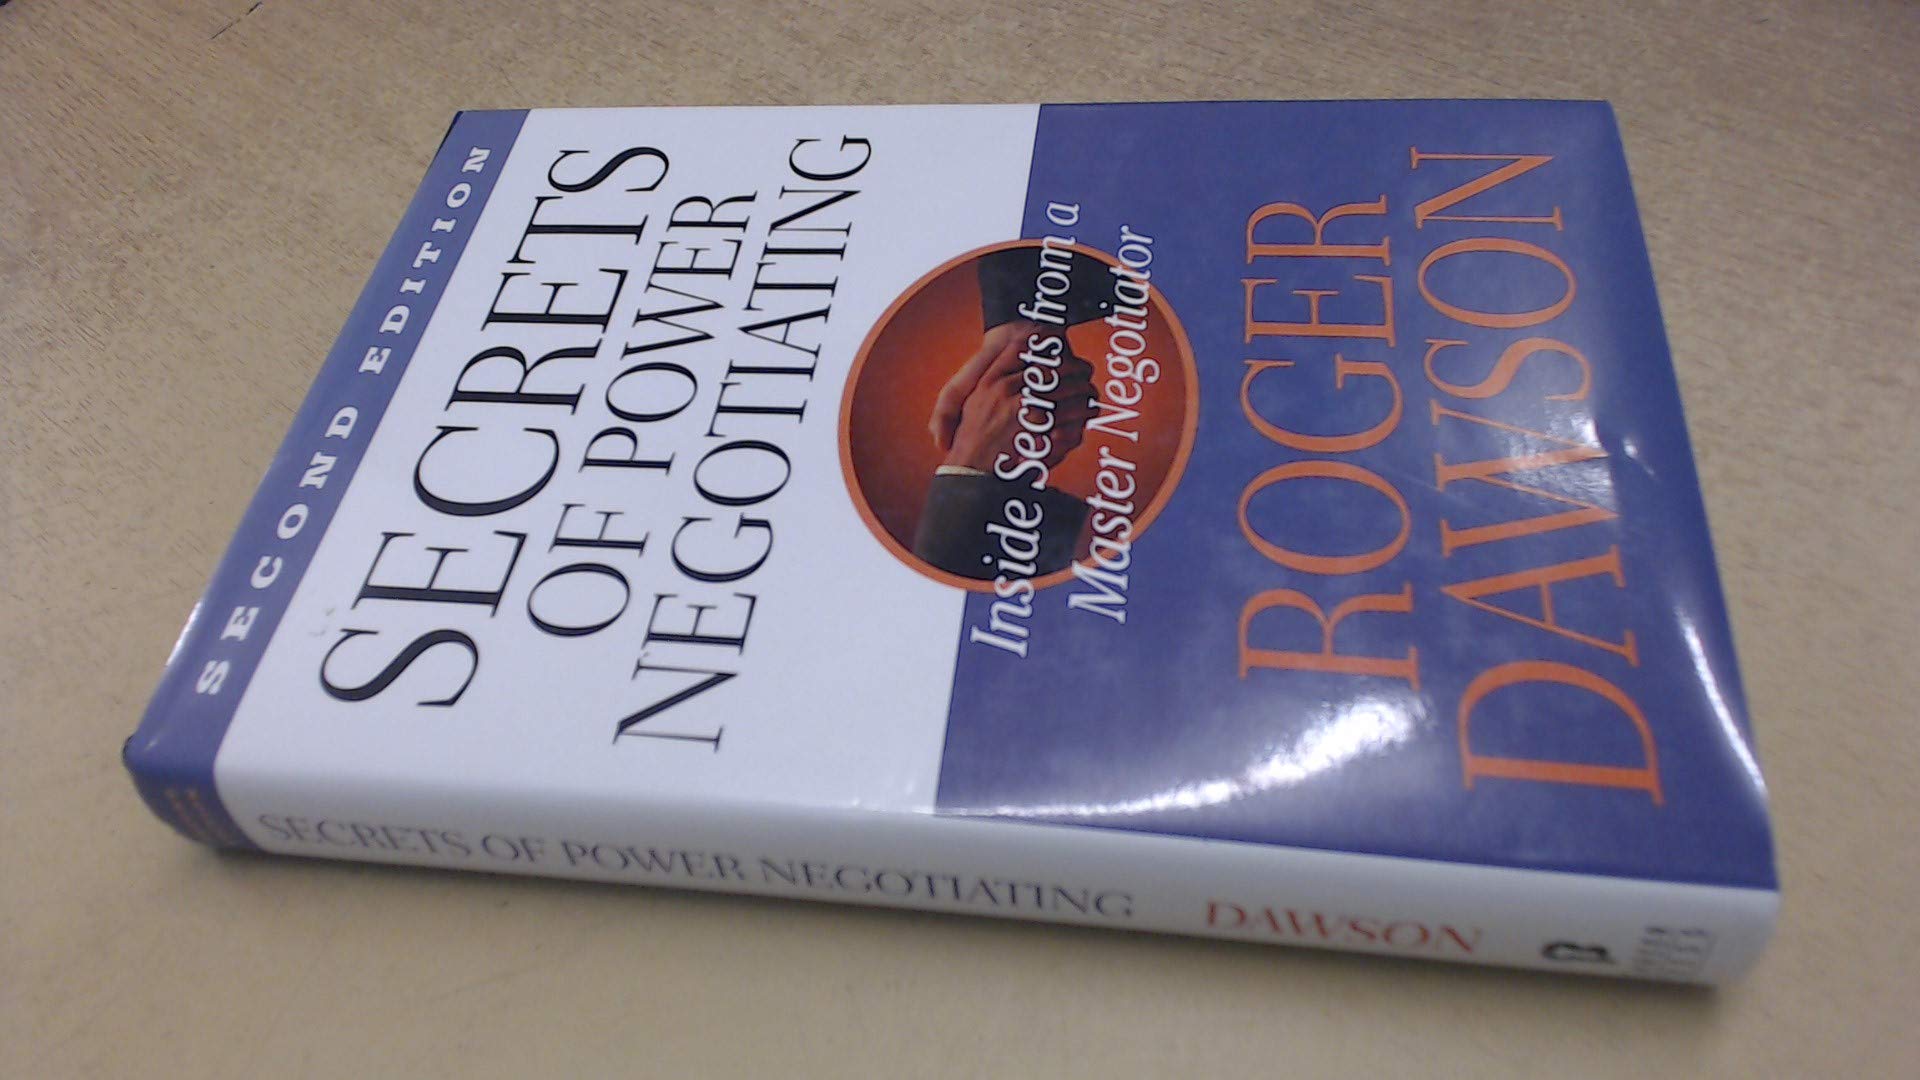 SECOND EDITION
SECRETS
OF POWER
NEGOTIATING
Inside Secrets from a
Master Negotiator
ROGER
DAWSON
SECRETS OF POWER NEGOTIATING DAWSON